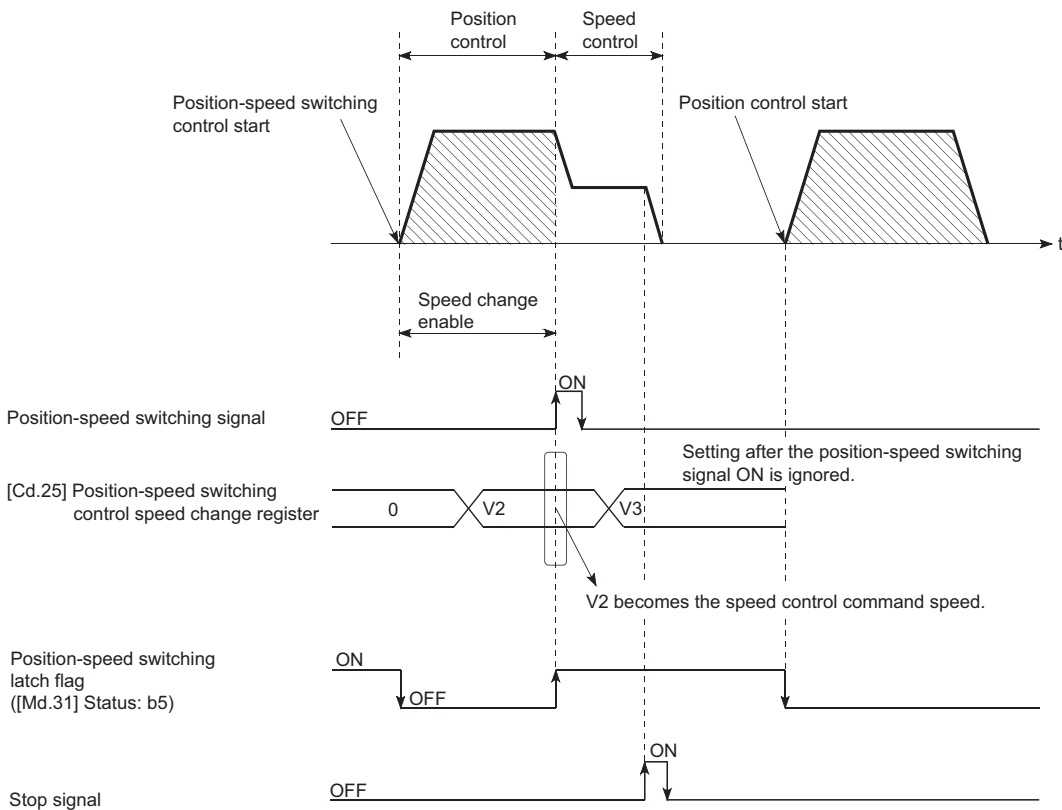 Position
control
Speed
control
Position-speed switching
control start
Position control start
t
Speed change
enable
ON
Position-speed switching signal
OFF
Setting after the position-speed switching
signal ON is ignored.
[Cd.25] Position-speed switching
control speed change register
0
V2
V3
V2 becomes the speed control command speed.
Position-speed switching
latch flag
([Md.31] Status: b5)
ON
OFF
ON
Stop signal
OFF